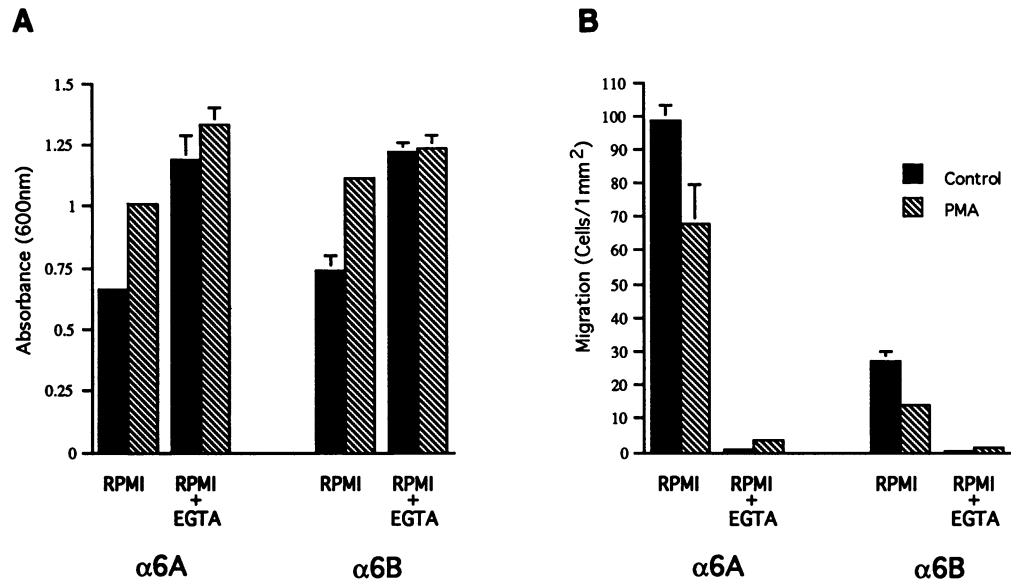 A
B
Absorbance (600nm)
1.5
1.25
1
0.75
0.5
0.25
0
RPMI
RPMI
+
EGTA
RPMI
RPMI
+
EGTA
α6A
α6B
Migration (Cells/1mm²)
110
100
90
80
70
60
50
40
30
20
10
0
Control
PMA
RPMI
RPMI
+
EGTA
RPMI
RPMI
+
EGTA
α6A
α6B